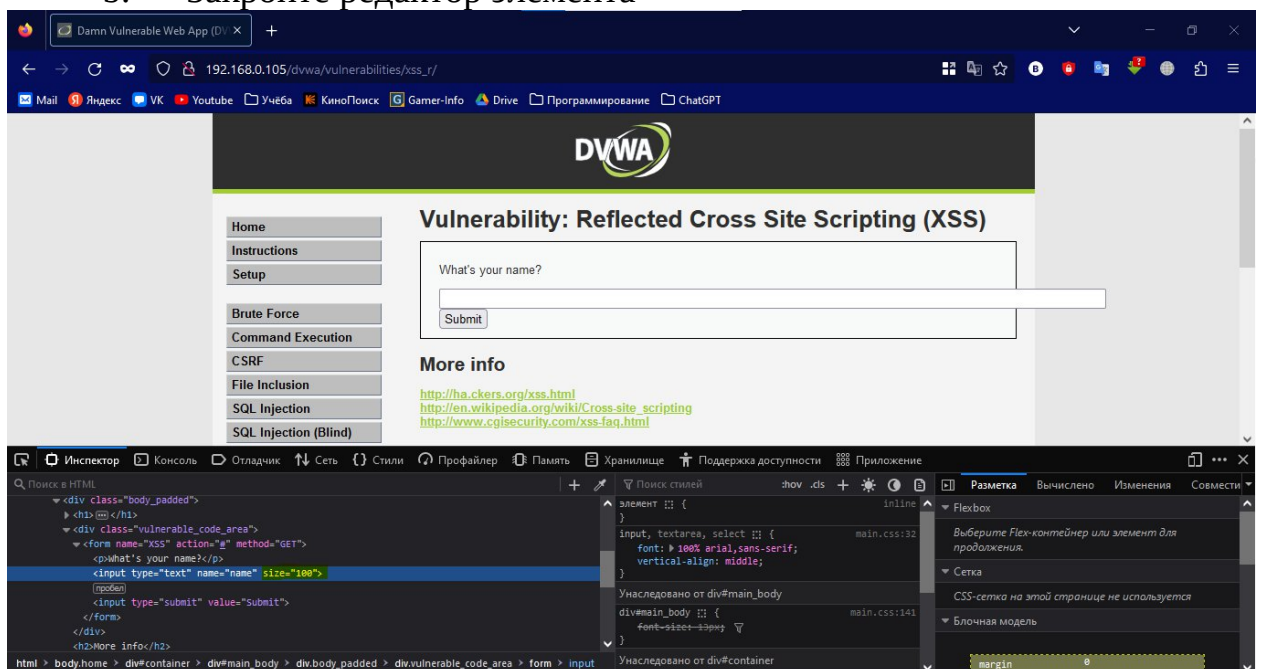 Закройте редактор элемента
Damn Vulnerable Web App (DV
192.168.0.105/dvwa/vulnerabilities/xss_r/
Mail Яндекс VK Youtube Учёба КиноПоиск Gamer-Info Drive Программирование ChatGPT
DVWA
Home
Instructions
Setup
Brute Force
Command Execution
CSRF
File Inclusion
SQL Injection
SQL Injection (Blind)
Vulnerability: Reflected Cross Site Scripting (XSS)
What's your name?
Submit
More info
http://ha.ckers.org/xss.html
http://en.wikipedia.org/wiki/Cross-site_scripting
http://www.cgisecurity.com/xss-faq.html
Инспектор Консоль Отладчик Сеть Стили Профайлер Память Хранилище Поддержка доступности Приложение
Поиск в HTML
<div class="body_padded">
<h1></h1>
<div class="vulnerable_code_area">
<form name="XSS" action="#" method="GET">
<p>What's your name?</p>
<input type="text" name="name" size="100">
пробел
<input type="submit" value="Submit">
</form>
</div>
<h2>More info</h2>
html > body.home > div#container > div#main_body > div.body_padded > div.vulnerable_code_area > form > input
Поиск стилей :hov .cls
элемент { inline
}
input, textarea, select { main.css:32
font: 100% arial,sans-serif;
vertical-align: middle;
}
Унаследовано от div#main_body
div#main_body { main.css:141
font-size: 13px;
}
Унаследовано от div#container
Разметка Вычислено Изменения Совмести
Flexbox
Выберите Flex-контейнер или элемент для
продолжения.
Сетка
CSS-сетка на этой странице не используется
Блочная модель
margin 0